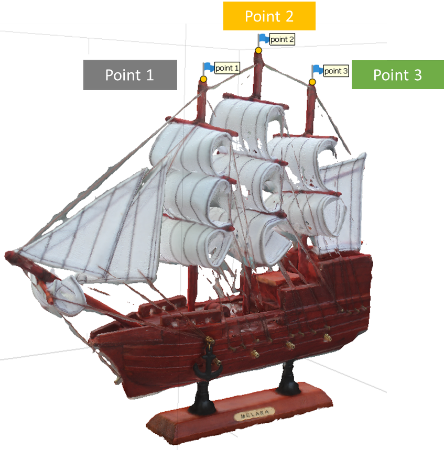 Point 2
point 2
Point 1
point 1
point 3
Point 3
MELAKA